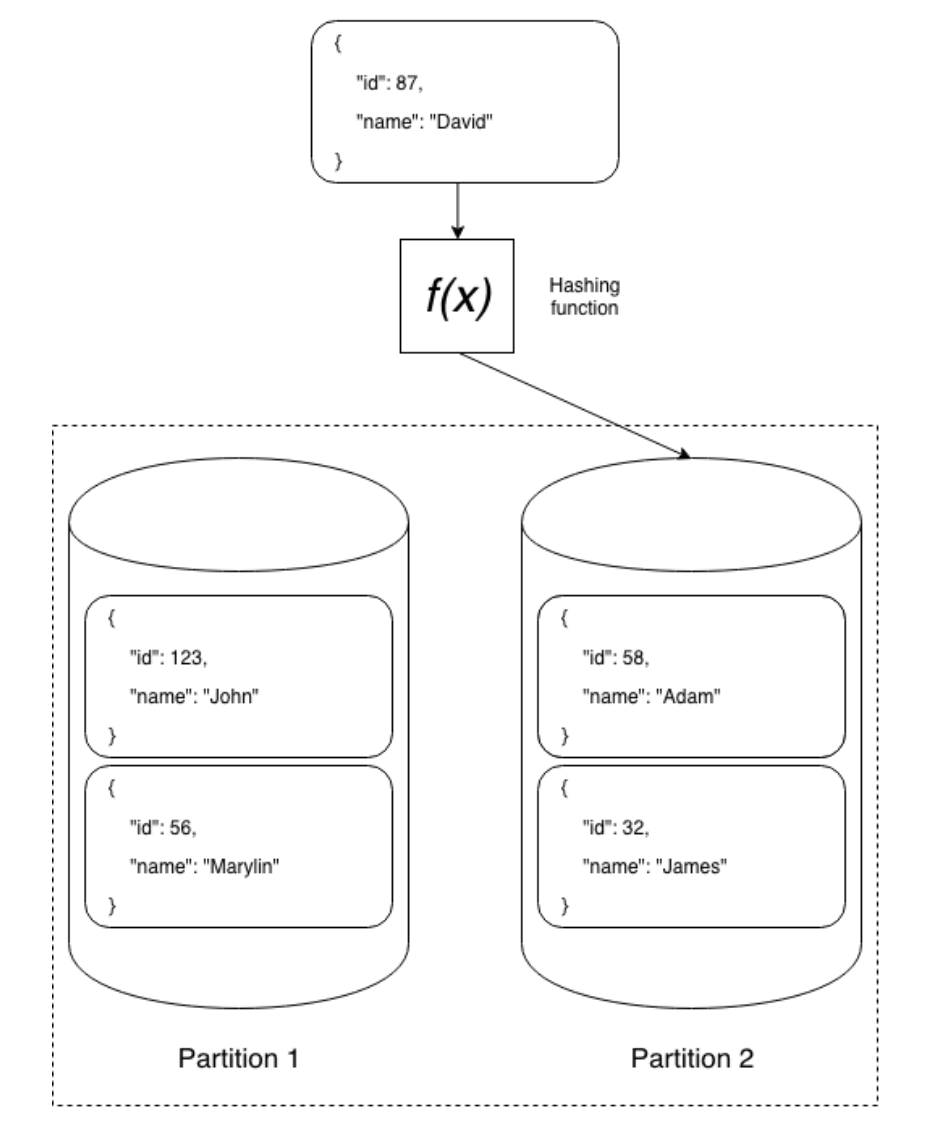 {
"id": 87,
"name": "David"
}
f(x)
Hashing
function
{
"id": 123,
"name": "John"
}
{
"id": 56,
"name": "Marylin"
}
Partition 1
{
"id": 58,
"name": "Adam"
}
{
"id": 32,
"name": "James"
}
Partition 2